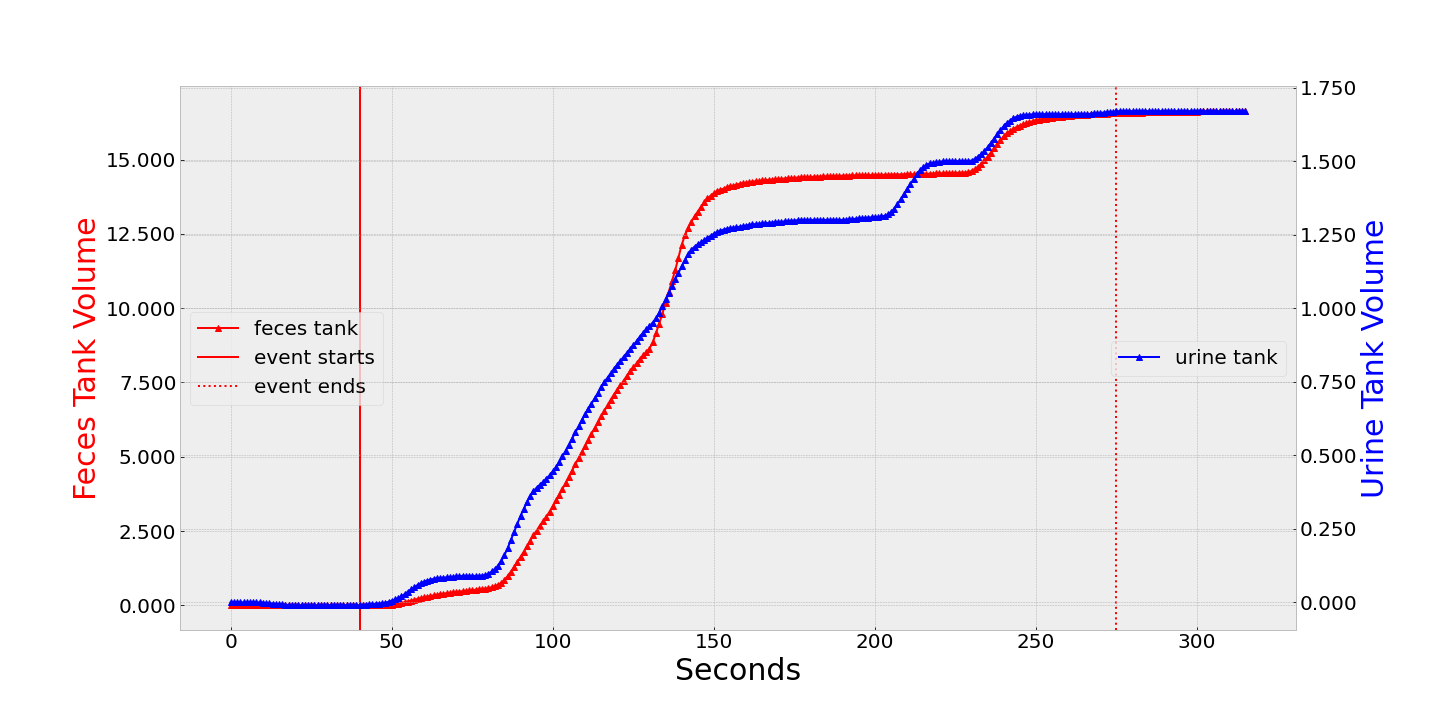 Feces Tank Volume
15.000
12.500
10.000
7.500
5.000
2.500
0.000
feces tank
event starts
event ends
urine tank
1.750
1.500
1.250
1.000
0.750
0.500
0.250
0.000
Urine Tank Volume
0 50 100 150 200 250 300
Seconds